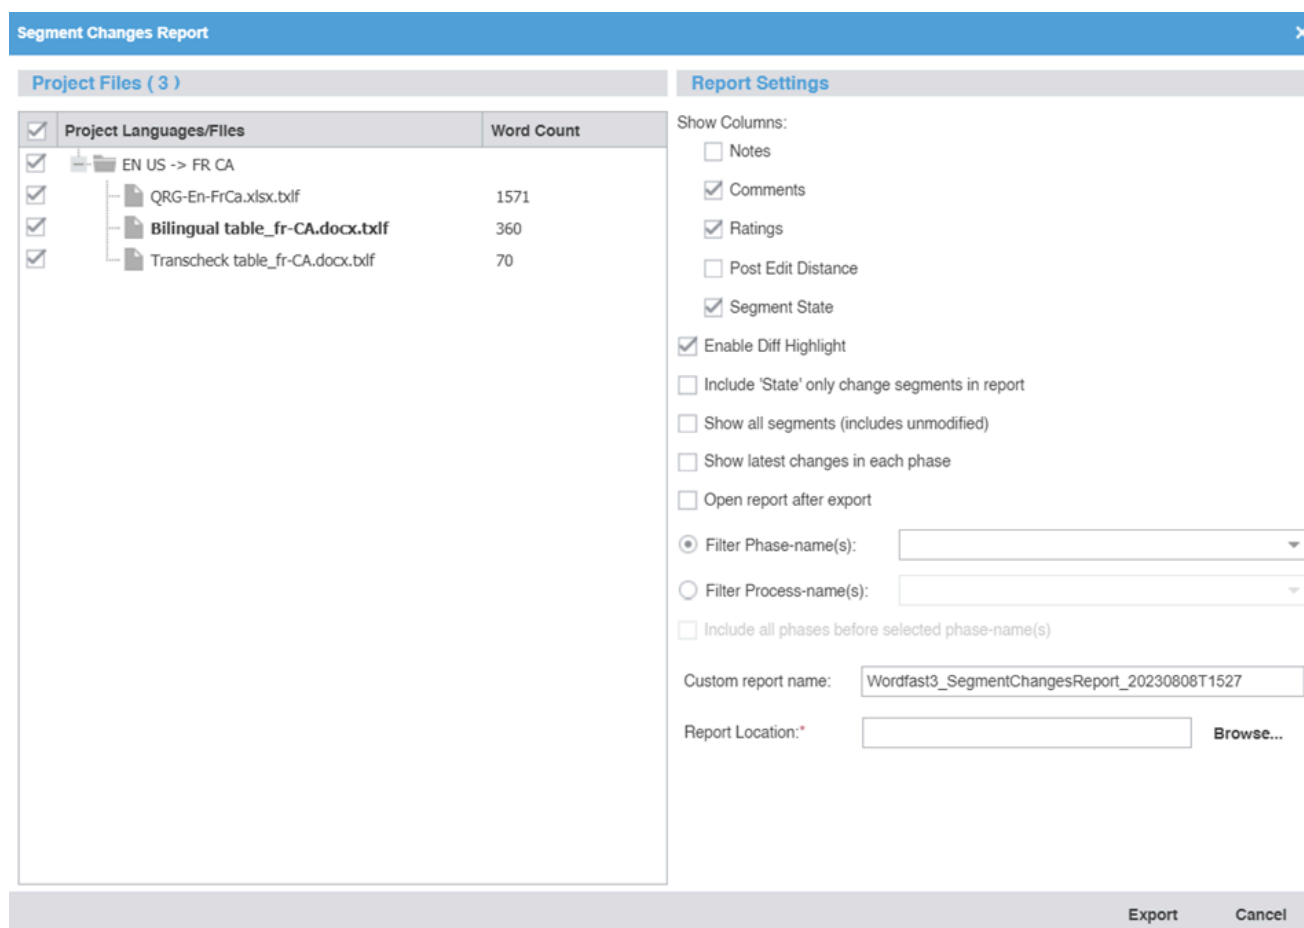 Segment Changes Report
Project Files ( 3 )
Project Languages/Files Word Count
EN US -> FR CA
QRG-En-FrCa.xlsx.txlf 1571
Bilingual table_fr-CA.docx.txlf 360
Transcheck table_fr-CA.docx.txlf 70
Report Settings
Show Columns:
Notes
Comments
Ratings
Post Edit Distance
Segment State
Enable Diff Highlight
Include 'State' only change segments in report
Show all segments (includes unmodified)
Show latest changes in each phase
Open report after export
Filter Phase-name(s):
Filter Process-name(s):
Include all phases before selected phase-name(s)
Custom report name: Wordfast3_SegmentChangesReport_20230808T1527
Report Location:* Browse...
Export Cancel